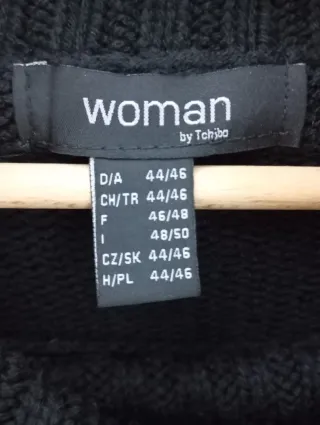 woman
by Tchibo
D/A 44/46
CH/TR 44/46
F 46/48
I 48/50
CZ/SK 44/46
H/PL 44/46